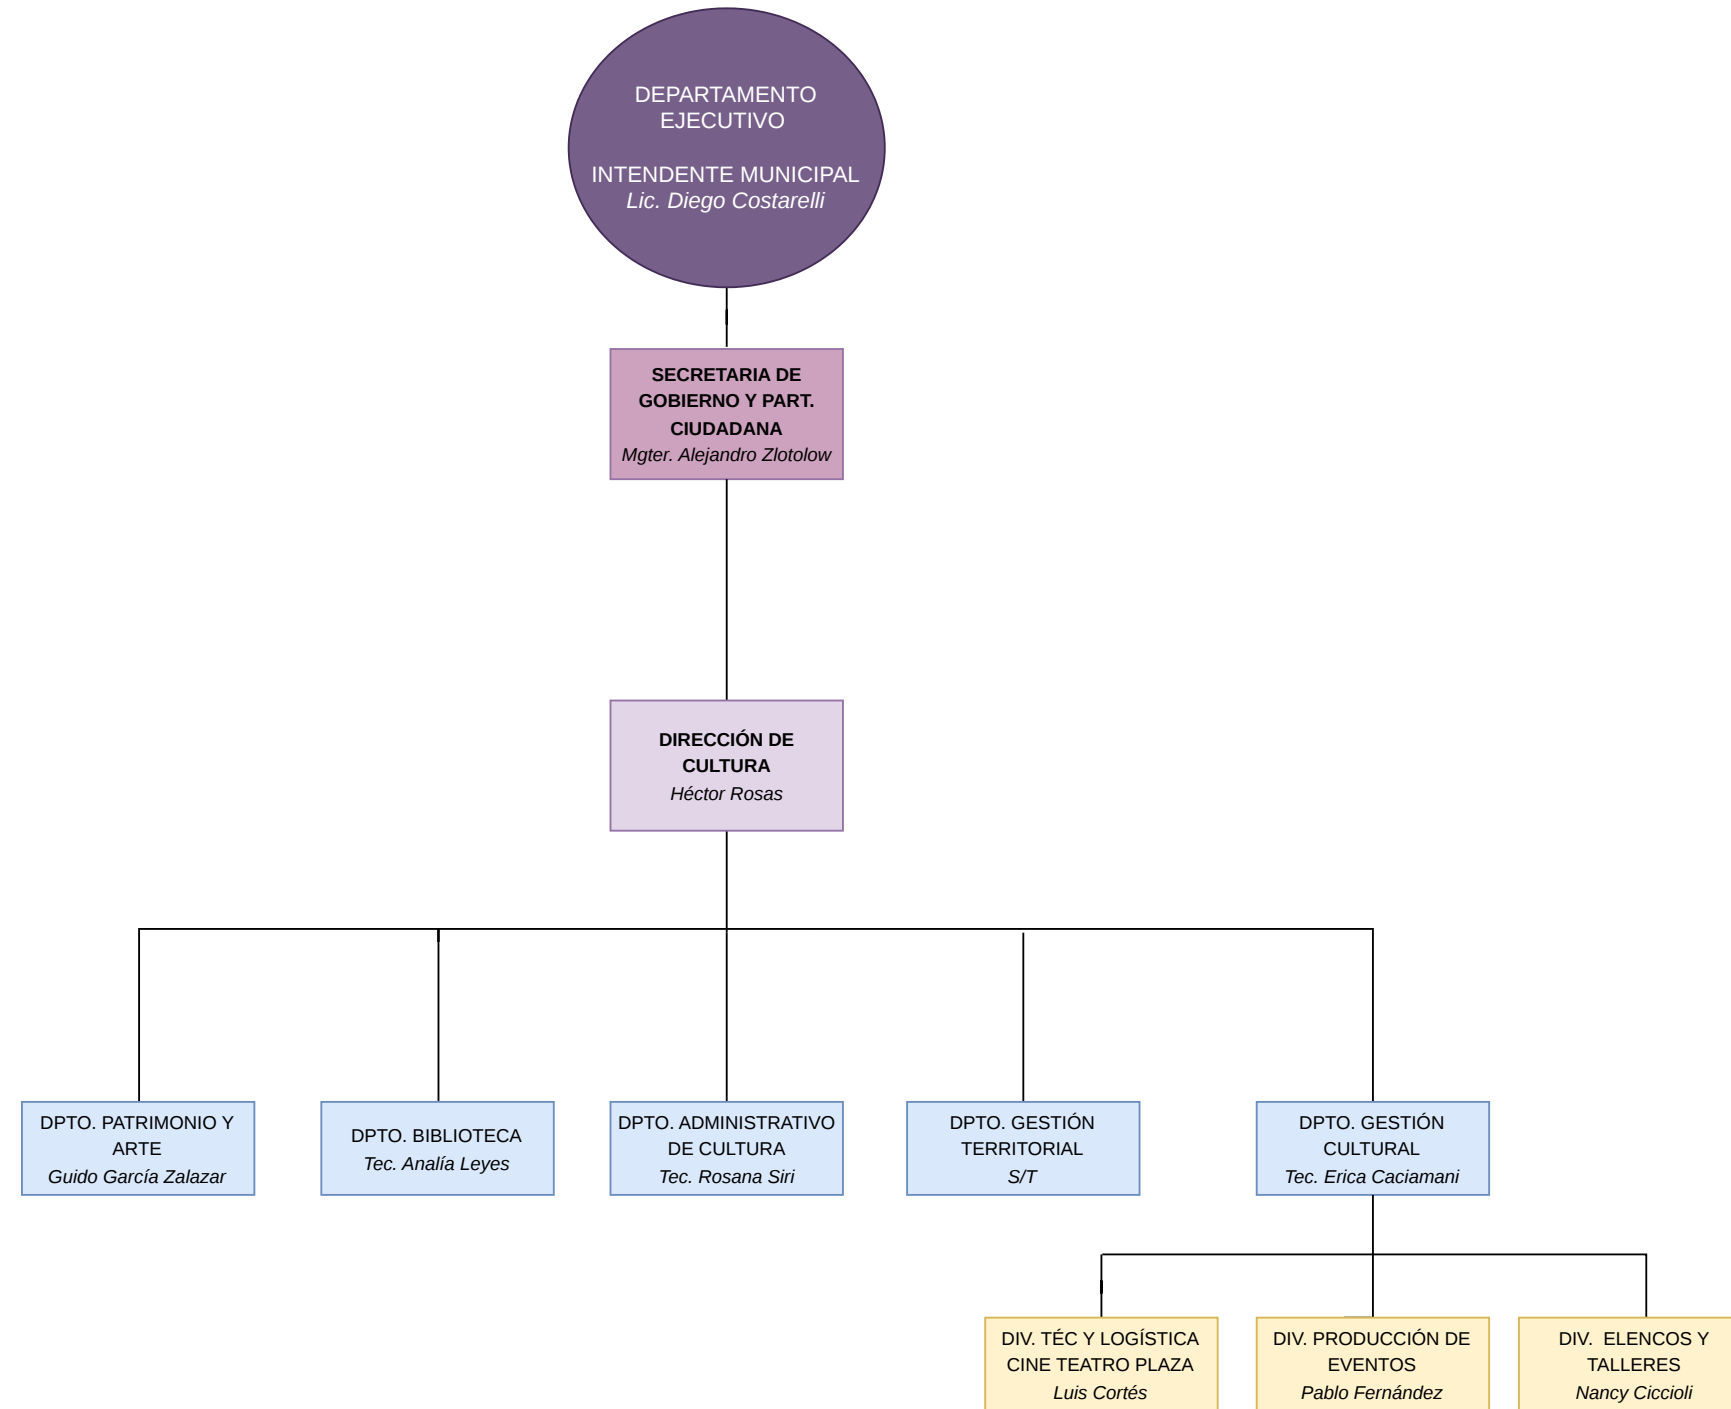 DEPARTAMENTO
EJECUTIVO
INTENDENTE MUNICIPAL
Lic. Diego Costarelli
SECRETARIA DE
GOBIERNO Y PART.
CIUDADANA
Mgter. Alejandro Zlotolow
DIRECCIÓN DE
CULTURA
Héctor Rosas
DPTO. PATRIMONIO Y
ARTE
Guido García Zalazar
DPTO. BIBLIOTECA
Tec. Analía Leyes
DPTO. ADMINISTRATIVO
DE CULTURA
Tec. Rosana Siri
DPTO. GESTIÓN
TERRITORIAL
S/T
DPTO. GESTIÓN
CULTURAL
Tec. Erica Caciamani
DIV. TÉC Y LOGÍSTICA
CINE TEATRO PLAZA
Luis Cortés
DIV. PRODUCCIÓN DE
EVENTOS
Pablo Fernández
DIV.  ELENCOS Y
TALLERES
Nancy Ciccioli